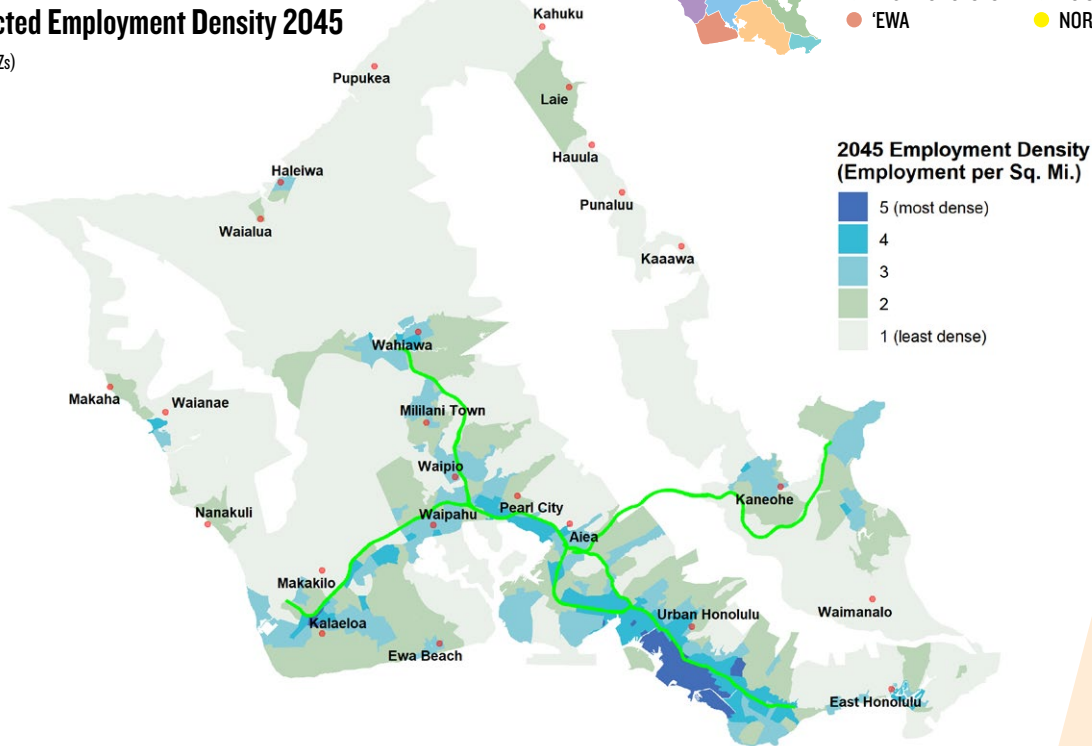 cted Employment Density 2045
Zs)
‘EWA
NOR
Kahuku
Pupukea
Laie
Hauula
Haleiwa
Punaluu
Waialua
Kaaawa
2045 Employment Density
(Employment per Sq. Mi.)
5 (most dense)
4
3
2
1 (least dense)
Wahiawa
Makaha
Waianae
Mililani Town
Waipio
Kaneohe
Nanakuli
Waipahu
Pearl City
Aiea
Makakilo
Waimanalo
Urban Honolulu
Kalaeloa
Ewa Beach
East Honolulu